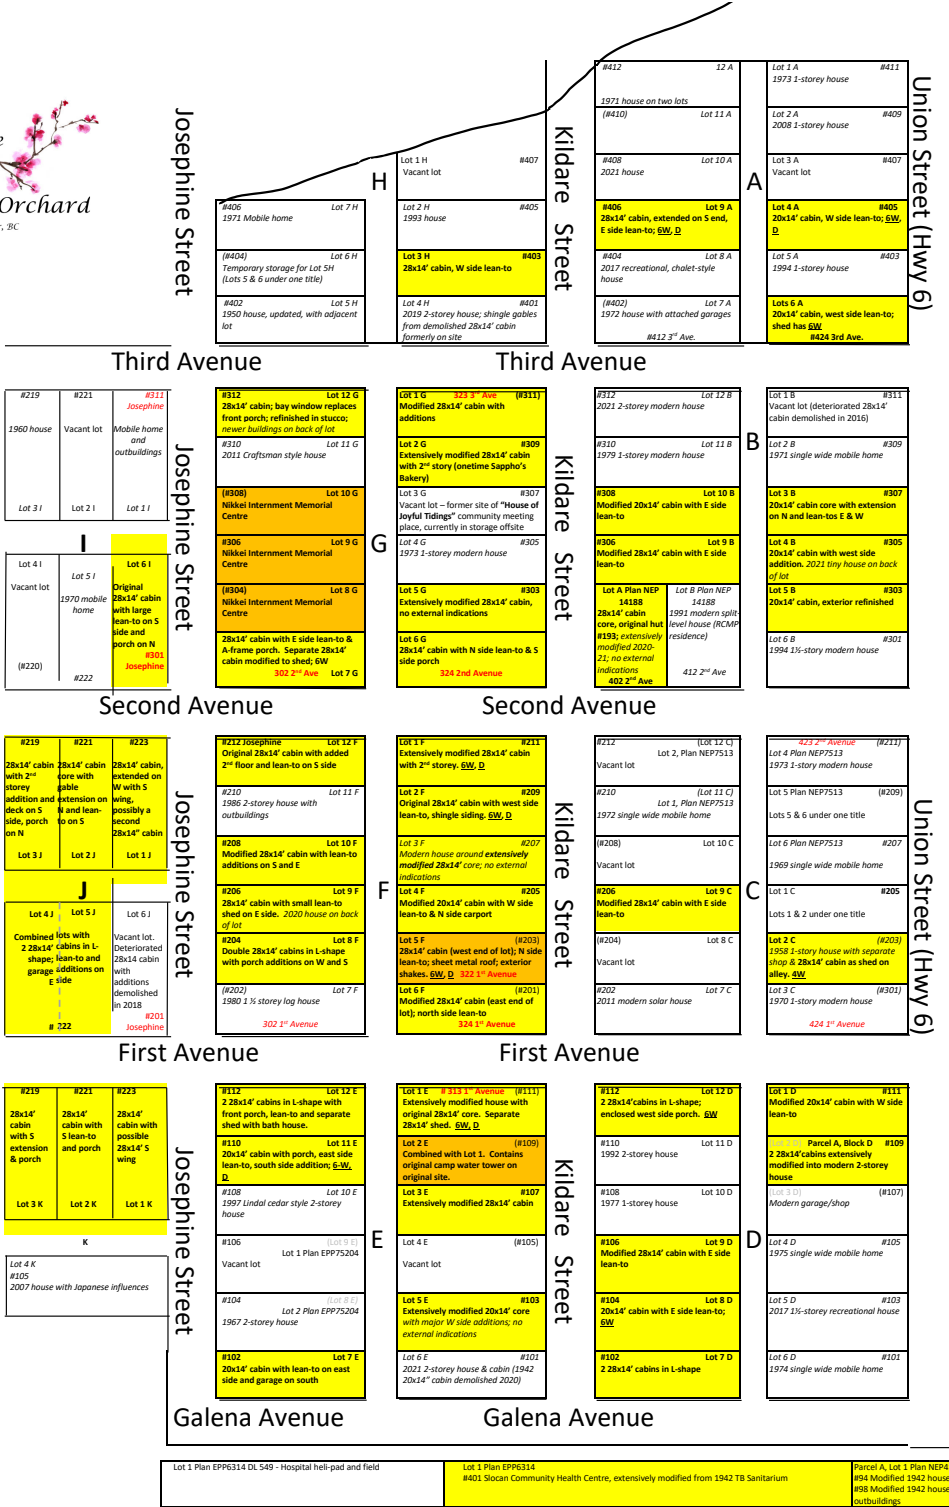 e
Orchard
, BC
Josephine Street
Kildare Street
Union Street (Hwy 6)
H
A
#406 Lot 7 H
1971 Mobile home
(#404) Lot 6 H
Temporary storage for Lot 5H
(Lots 5 & 6 under one title)
#402 Lot 5 H
1950 house, updated, with adjacent
lot
Lot 1 H #407
Vacant lot
Lot 2 H #405
1993 house
Lot 3 H #403
28x14' cabin, W side lean-to
Lot 4 H #401
2019 2-storey house; shingle gables
from demolished 28x14' cabin
formerly on site
#412 12 A
1971 house on two lots
(#410) Lot 11 A
#408 Lot 10 A
2021 house
#406 Lot 9 A
28x14' cabin, extended on S end,
E side lean-to; 6W, D
#404 Lot 8 A
2017 recreational, chalet-style
house
(#402) Lot 7 A
1972 house with attached garages
#412 3rd Ave.
Lot 1 A #411
1973 1-storey house
Lot 2 A #409
2008 1-storey house
Lot 3 A #407
Vacant lot
Lot 4 A #405
20x14' cabin, W side lean-to; 6W,
D
Lot 5 A #403
1994 1-storey house
Lots 6 A
20x14' cabin, west side lean-to;
shed has 6W
#424 3rd Ave.
Third Avenue
Third Avenue
#219
1960 house
Lot 3 I
#221
Vacant lot
Lot 2 I
#311
Josephine
Mobile home
and
outbuildings
Lot 1 I
I
Lot 4 I
Vacant lot
(#220)
Lot 5 I
1970 mobile
home
#222
Lot 6 I
Original
28x14' cabin
with large
lean-to on S
side and
porch on N
#301
Josephine
Josephine Street
#312 Lot 12 G
28x14' cabin; bay window replaces
front porch; refinished in stucco;
newer buildings on back of lot
#310 Lot 11 G
2011 Craftsman style house
(#308) Lot 10 G
Nikkei Internment Memorial
Centre
#306 Lot 9 G
Nikkei Internment Memorial
Centre
(#304) Lot 8 G
Nikkei Internment Memorial
Centre
28x14' cabin with E side lean-to &
A-frame porch. Separate 28x14'
cabin modified to shed; 6W
302 2nd Ave Lot 7 G
G
Lot 1 G 323 3rd Ave (#311)
Modified 28x14' cabin with
additions
Lot 2 G #309
Extensively modified 28x14' cabin
with 2nd story (onetime Sappho's
Bakery)
Lot 3 G #307
Vacant lot – former site of "House of
Joyful Tidings" community meeting
place, currently in storage offsite
Lot 4 G #305
1973 1-storey modern house
Lot 5 G #303
Extensively modified 28x14' cabin,
no external indications
Lot 6 G
28x14' cabin with N side lean-to & S
side porch
324 2nd Avenue
Kildare Street
#312 Lot 12 B
2021 2-storey modern house
#310 Lot 11 B
1979 1-storey modern house
#308 Lot 10 B
Modified 20x14' cabin with E side
lean-to
#306 Lot 9 B
Modified 28x14' cabin with E side
lean-to
Lot A Plan NEP
14188
28x14' cabin
core, original hut
#193; extensively
modified 2020-
21; no external
indications
402 2nd Ave
Lot B Plan NEP
14188
1991 modern split-
level house (RCMP
residence)
412 2nd Ave
B
Lot 1 B #311
Vacant lot (deteriorated 28x14'
cabin demolished in 2016)
Lot 2 B #309
1971 single wide mobile home
Lot 3 B #307
20x14' cabin core with extension
on N and lean-tos E & W
Lot 4 B #305
20x14' cabin with west side
addition. 2021 tiny house on back
of lot
Lot 5 B #303
20x14' cabin, exterior refinished
Lot 6 B #301
1994 1½-storey modern house
Second Avenue
Second Avenue
#219
28x14' cabin
with 2nd
storey
addition and
deck on S
side, porch
on N
Lot 3 J
#221
28x14' cabin
core with
gable
extension on
N and lean-
to on S
Lot 2 J
#223
28x14' cabin,
extended on
W with S
wing,
possibly a
second
28x14" cabin
Lot 1 J
J
Lot 4 J Lot 5 J
Combined lots with
2 28x14' cabins in L-
shape; lean-to and
garage additions on
E side
# 222
Lot 6 J
Vacant lot.
Deteriorated
28x14 cabin
with
additions
demolished
in 2018
#201
Josephine
Josephine Street
#212 Josephine Lot 12 F
Original 28x14' cabin with added
2nd floor and lean-to on S side
#210 Lot 11 F
1986 2-storey house with
outbuildings
#208 Lot 10 F
Modified 28x14' cabin with lean-to
additions on S and E
#206 Lot 9 F
28x14' cabin with small lean-to
shed on E side. 2020 house on back
of lot
#204 Lot 8 F
Double 28x14' cabins in L-shape
with porch additions on W and S
(#202) Lot 7 F
1980 1 ½ storey log house
302 1st Avenue
F
Lot 1 F #211
Extensively modified 28x14' cabin
with 2nd storey. 6W, D
Lot 2 F #209
Original 28x14' cabin with west side
lean-to, shingle siding. 6W, D
Lot 3 F #207
Modern house around extensively
modified 28x14' core; no external
indications
Lot 4 F #205
Modified 20x14' cabin with W side
lean-to & N side carport
Lot 5 F (#203)
28x14' cabin (west end of lot); N side
lean-to; sheet metal roof; exterior
shakes. 6W, D 322 1st Avenue
Lot 6 F (#201)
Modified 28x14' cabin (east end of
lot); north side lean-to
324 1st Avenue
Kildare Street
#212 (Lot 12 C)
Lot 2, Plan NEP7513
Vacant lot
#210 (Lot 11 C)
Lot 1, Plan NEP7513
1972 single wide mobile home
(#208) Lot 10 C
Vacant lot
#206 Lot 9 C
Modified 28x14' cabin with E side
lean-to
(#204) Lot 8 C
Vacant lot
#202 Lot 7 C
2011 modern solar house
C
423 2nd Avenue (#211)
Lot 4 Plan NEP7513
1973 1-story modern house
Lot 5 Plan NEP7513 (#209)
Lots 5 & 6 under one title
Lot 6 Plan NEP7513 #207
1969 single wide mobile home
Lot 1 C #205
Lots 1 & 2 under one title
Lot 2 C (#203)
1958 1-story house with separate
shop & 28x14' cabin as shed on
alley. 4W
Lot 3 C (#301)
1970 1-story modern house
424 1st Avenue
Union Street (Hwy 6)
First Avenue
First Avenue
#219
28x14'
cabin
with S
extension
& porch
Lot 3 K
#221
28x14'
cabin with
S lean-to
and porch
Lot 2 K
#223
28x14'
cabin with
possible
28x14' S
wing
Lot 1 K
K
Lot 4 K
#105
2007 house with Japanese influences
Josephine Street
#112 Lot 12 E
2 28x14' cabins in L-shape with
front porch, lean-to and separate
shed with bath house.
#110 Lot 11 E
20x14' cabin with porch, east side
lean-to, south side addition; 6-W,
D
#108 Lot 10 E
1997 Lindal cedar style 2-storey
house
#106 (Lot 9 E)
Lot 1 Plan EPP75204
Vacant lot
#104 (Lot 8 E)
Lot 2 Plan EPP75204
1967 2-storey house
#102 Lot 7 E
20x14' cabin with lean-to on east
side and garage on south
E
Lot 1 E # 313 1st Avenue (#111)
Extensively modified house with
original 28x14' core. Separate
28x14' shed. 6W, D
Lot 2 E (#109)
Combined with Lot 1. Contains
original camp water tower on
original site.
Lot 3 E #107
Extensively modified 28x14' cabin
Lot 4 E (#105)
Vacant lot
Lot 5 E #103
Extensively modified 20x14' core
with major W side additions; no
external indications
Lot 6 E #101
2021 2-storey house & cabin (1942
20x14" cabin demolished 2020)
Kildare Street
#112 Lot 12 D
2 28x14'cabins in L-shape;
enclosed west side porch. 6W
#110 Lot 11 D
1992 2-storey house
#108 Lot 10 D
1977 1-storey house
#106 Lot 9 D
Modified 28x14' cabin with E side
lean-to
#104 Lot 8 D
20x14' cabin with E side lean-to;
6W
#102 Lot 7 D
2 28x14' cabins in L-shape
D
Lot 1 D #111
Modified 20x14' cabin with W side
lean-to
(Lot 2 D) Parcel A, Block D #109
2 28x14'cabins extensively
modified into modern 2-storey
house
(Lot 3 D) (#107)
Modern garage/shop
Lot 4 D #105
1975 single wide mobile home
Lot 5 D #103
2017 1½-storey recreational house
Lot 6 D #101
1974 single wide mobile home
Galena Avenue
Galena Avenue
Lot 1 Plan EPP6314 DL 549 - Hospital heli-pad and field
Lot 1 Plan EPP6314
#401 Slocan Community Health Centre, extensively modified from 1942 TB Sanitarium
Parcel A, Lot 1 Plan NEP4
#94 Modified 1942 house
#98 Modified 1942 house
outbuildings